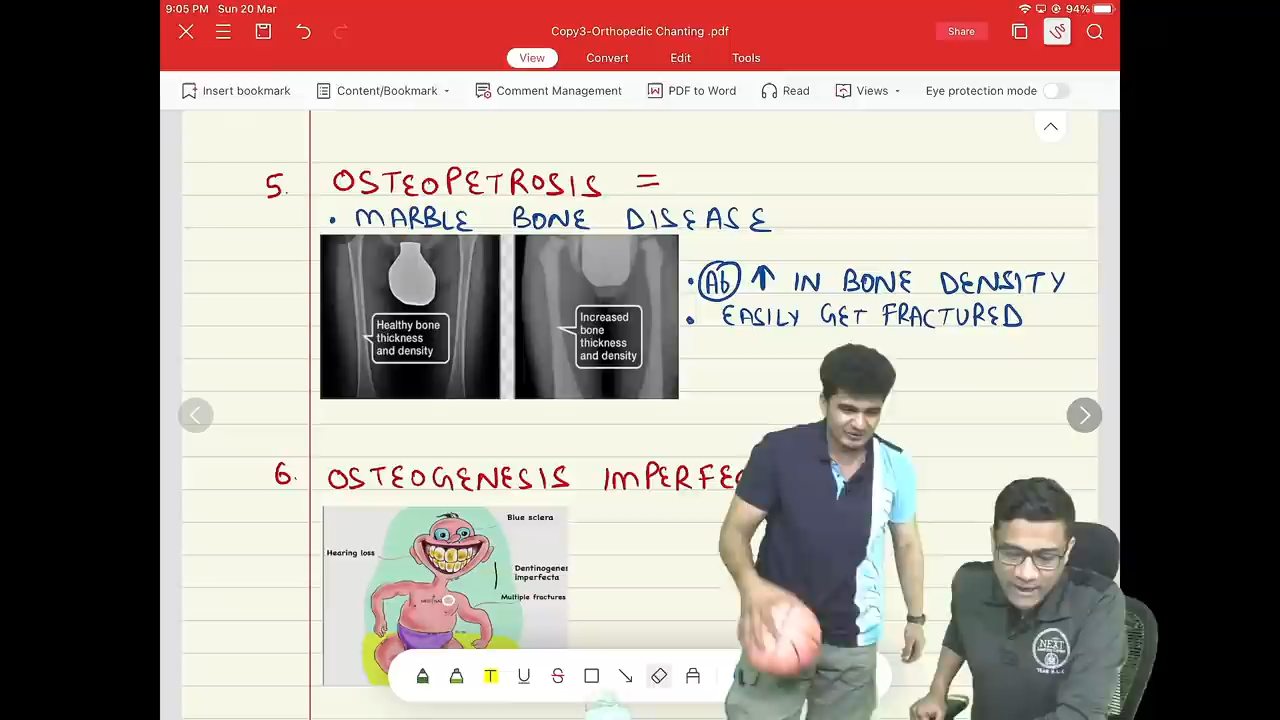 9:05 PM Sun 20 Mar
94%
Copy3-Orthopedic Chanting .pdf
Share
View Convert Edit Tools
Insert bookmark Content/Bookmark Comment Management PDF to Word Read Views Eye protection mode
5. OSTEOPETROSIS =
• MARBLE BONE DISEASE
Healthy bone
thickness
and density
Increased
bone
thickness
and density
• Ab ↑ IN BONE DENSITY
• EASILY GET FRACTURED
6. OSTEOGENESIS IMPERFE
Blue sclera
Hearing loss
Dentinogenes
imperfecta
Multiple fractures
T U S
NEXT